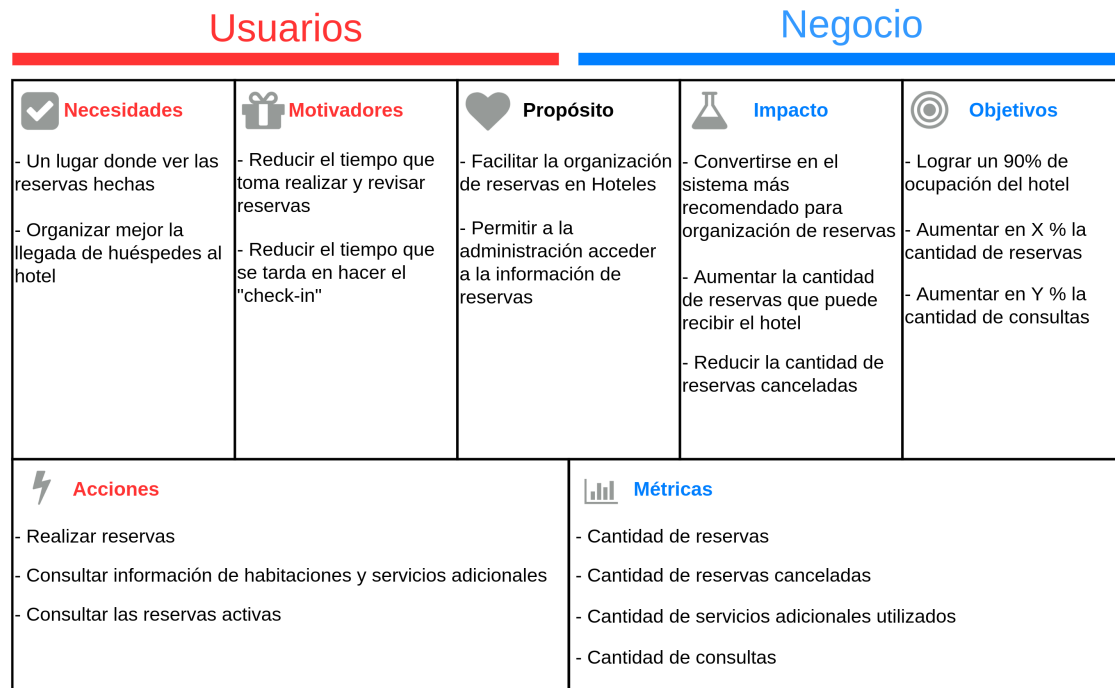 Usuarios
Negocio
Necesidades
- Un lugar donde ver las
reservas hechas
- Organizar mejor la
llegada de huéspedes al
hotel
Motivadores
- Reducir el tiempo que
toma realizar y revisar
reservas
- Reducir el tiempo que
se tarda en hacer el
"check-in"
Propósito
- Facilitar la organización
de reservas en Hoteles
- Permitir a la
administración acceder
a la información de
reservas
Impacto
- Convertirse en el
sistema más
recomendado para
organización de reservas
- Aumentar la cantidad
de reservas que puede
recibir el hotel
- Reducir la cantidad de
reservas canceladas
Objetivos
- Lograr un 90% de
ocupación del hotel
- Aumentar en X % la
cantidad de reservas
- Aumentar en Y % la
cantidad de consultas
Acciones
- Realizar reservas
- Consultar información de habitaciones y servicios adicionales
- Consultar las reservas activas
Métricas
- Cantidad de reservas
- Cantidad de reservas canceladas
- Cantidad de servicios adicionales utilizados
- Cantidad de consultas